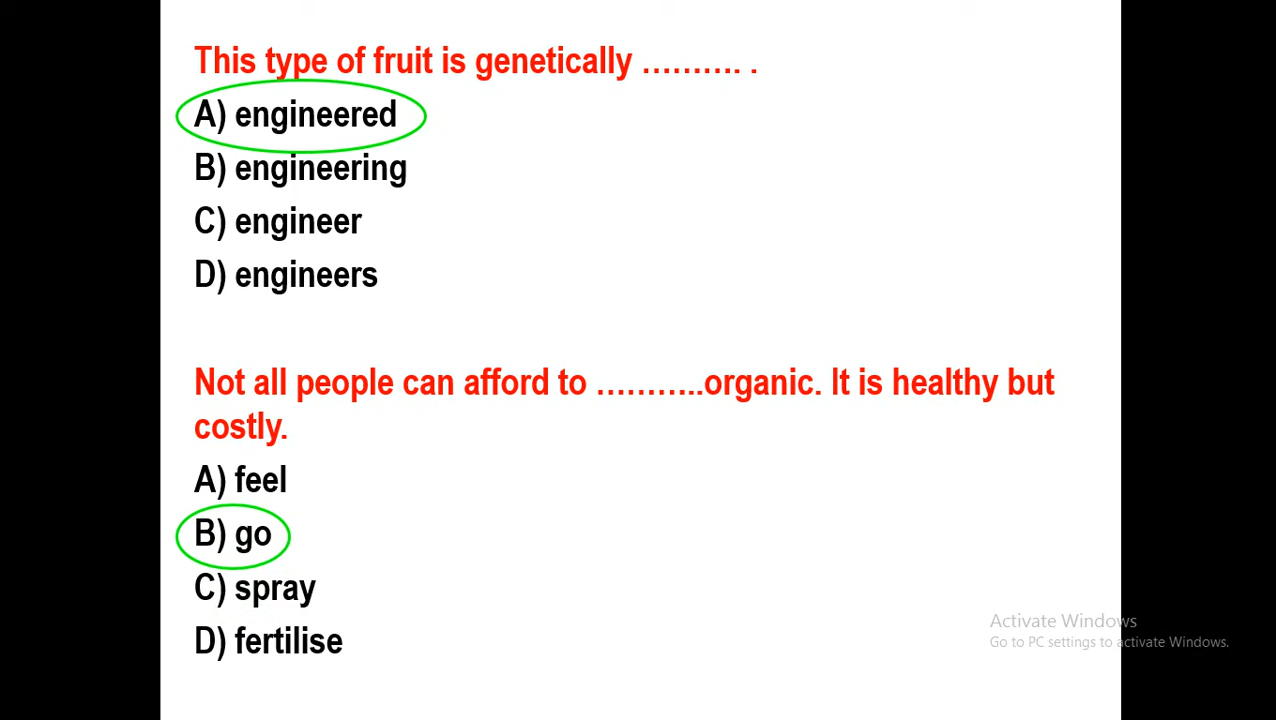 This type of fruit is genetically ………. .
A) engineered
B) engineering
C) engineer
D) engineers
Not all people can afford to ………..organic. It is healthy but
costly.
A) feel
B) go
C) spray
D) fertilise
Activate Windows
Go to PC settings to activate Windows.